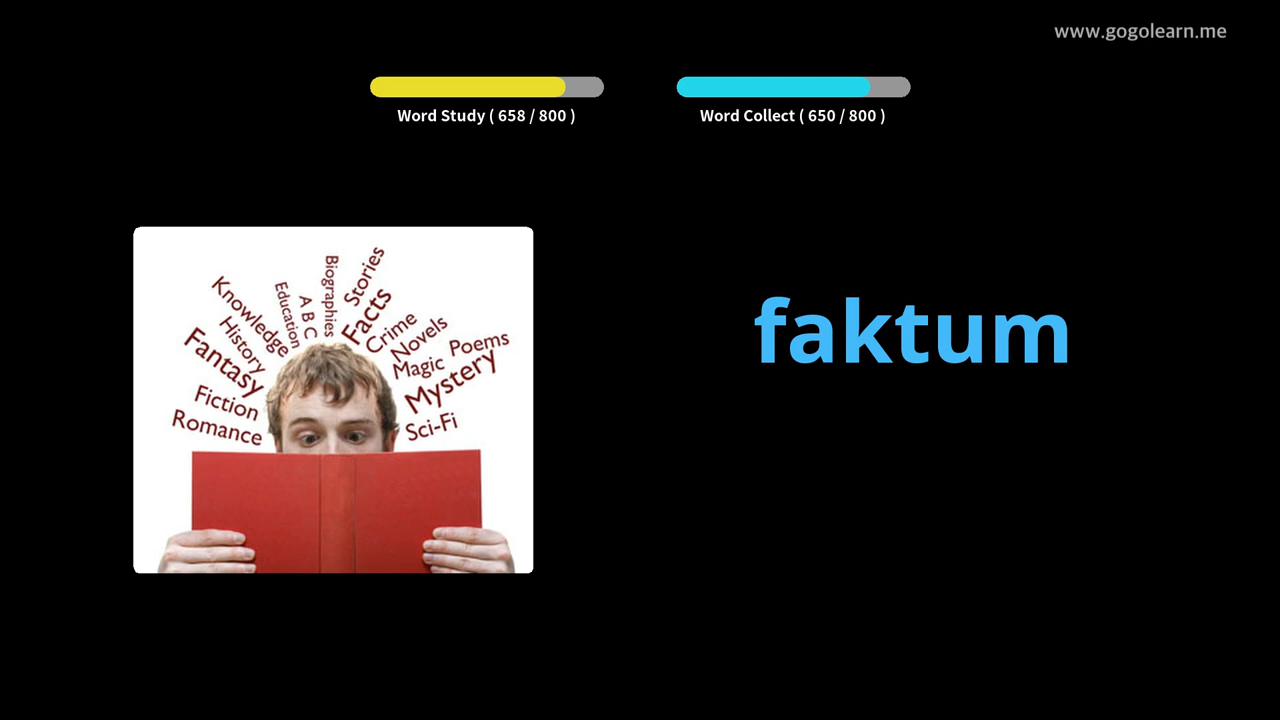 www.gogolearn.me
Word Study ( 658 / 800 )
Word Collect ( 650 / 800 )
Romance
Fiction
Fantasy
History
Knowledge
Education
A B C
Biographies
Stories
Facts
Crime
Novels
Magic
Poems
Mystery
Sci-Fi
faktum